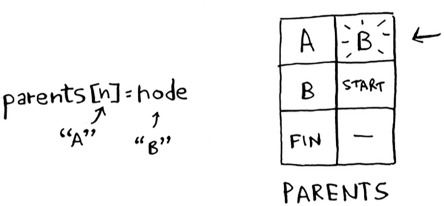 parents[n]=node
"A" "B"
A B
B START
FIN —
PARENTS